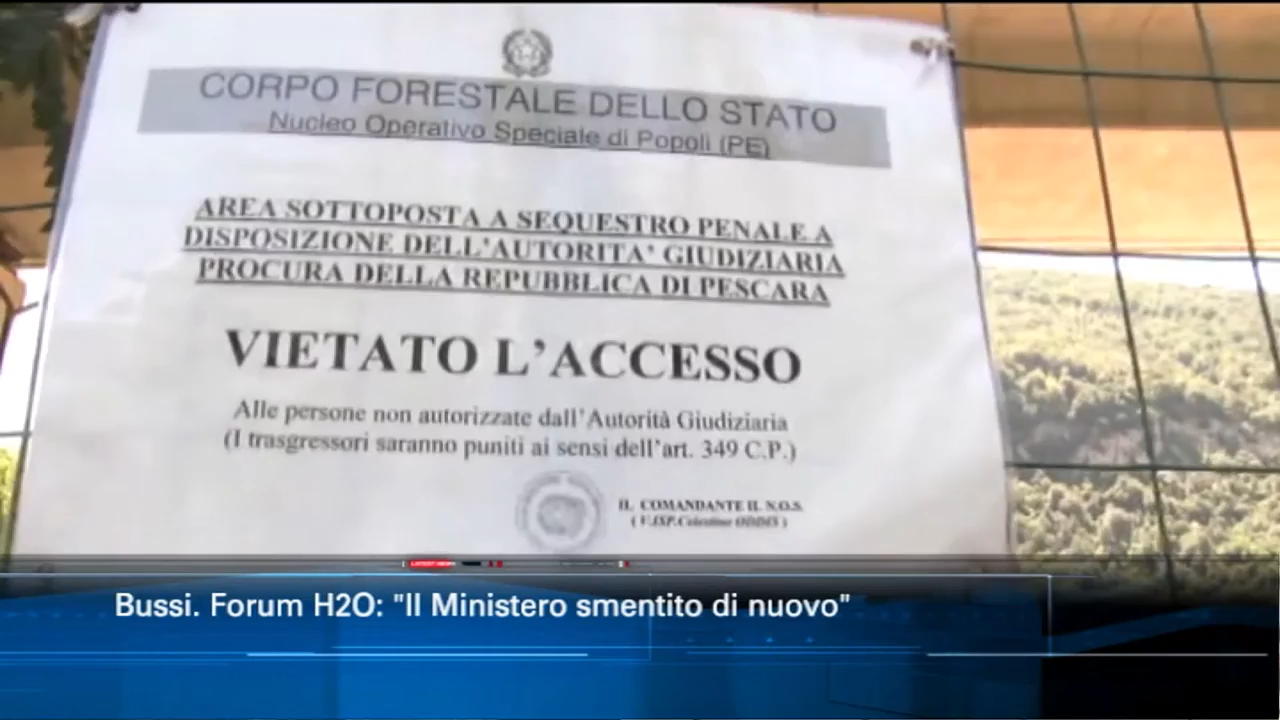 CORPO FORESTALE DELLO STATO
Nucleo Operativo Speciale di Popoli (PE)
AREA SOTTOPOSTA A SEQUESTRO PENALE A
DISPOSIZIONE DELL'AUTORITA' GIUDIZIARIA
PROCURA DELLA REPUBBLICA DI PESCARA
VIETATO L'ACCESSO
Alle persone non autorizzate dall'Autorità Giudiziaria
(I trasgressori saranno puniti ai sensi dell'art. 349 C.P.)
IL COMANDANTE IL N.O.S.
LATEST NEWS
Bussi. Forum H2O: "Il Ministero smentito di nuovo"